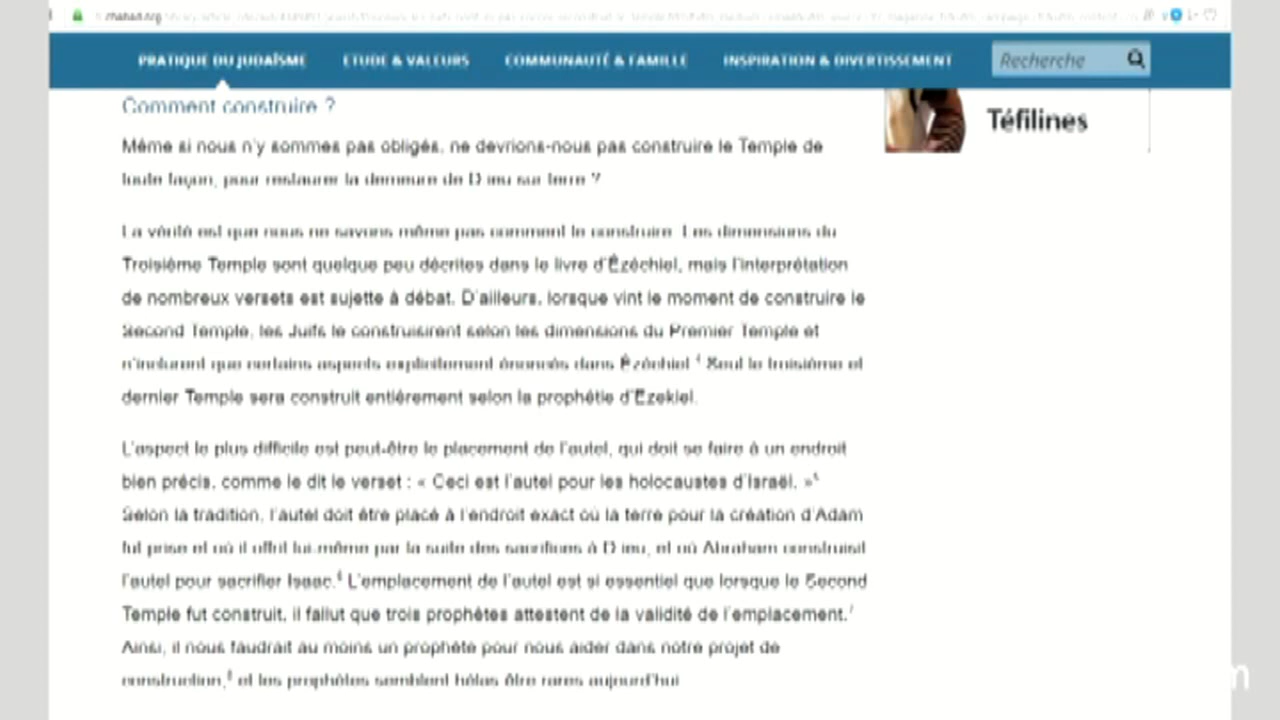 PRATIQUE DU JUDAÏSME ETUDE & VALEURS COMMUNAUTÉ & FAMILLE INSPIRATION & DIVERTISSEMENT Recherche
Comment construire ?
Téfilines
Même si nous n'y sommes pas obligés, ne devrions-nous pas construire le Temple de
toute façon, pour restaurer la demeure de D.ieu sur terre ?
La vérité est que nous ne savons même pas comment le construire. Les dimensions du
Troisième Temple sont quelque peu décrites dans le livre d'Ézéchiel, mais l'interprétation
de nombreux versets est sujette à débat. D'ailleurs, lorsque vint le moment de construire le
Second Temple, les Juifs le construisirent selon les dimensions du Premier Temple et
n'inclurent que certains aspects explicitement énoncés dans Ézéchiel.⁴ Seul le troisième et
dernier Temple sera construit entièrement selon la prophétie d'Ezekiel.
L'aspect le plus difficile est peut-être le placement de l'autel, qui doit se faire à un endroit
bien précis, comme le dit le verset : « Ceci est l'autel pour les holocaustes d'Israël. »⁵
Selon la tradition, l'autel doit être placé à l'endroit exact où la terre pour la création d'Adam
fut prise et où il offrit lui-même par la suite des sacrifices à D.ieu, et où Abraham construisit
l'autel pour sacrifier Isaac.⁶ L'emplacement de l'autel est si essentiel que lorsque le Second
Temple fut construit, il fallut que trois prophètes attestent de la validité de l'emplacement.⁷
Ainsi, il nous faudrait au moins un prophète pour nous aider dans notre projet de
construction,⁸ et les prophètes semblent hélas être rares aujourd'hui